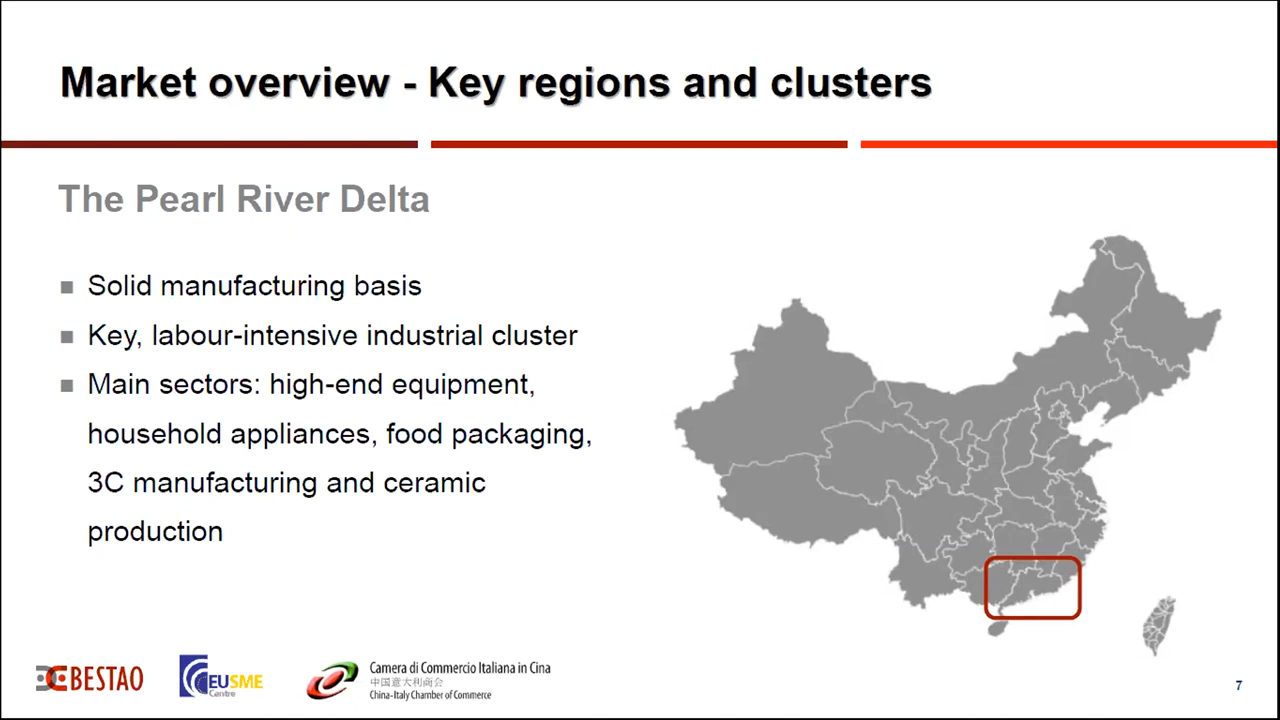 Market overview - Key regions and clusters
The Pearl River Delta
Solid manufacturing basis
Key, labour-intensive industrial cluster
Main sectors: high-end equipment,
household appliances, food packaging,
3C manufacturing and ceramic
production
BESTAO
EUSME
Centre
Camera di Commercio Italiana in Cina
中国意大利商会
China-Italy Chamber of Commerce
7